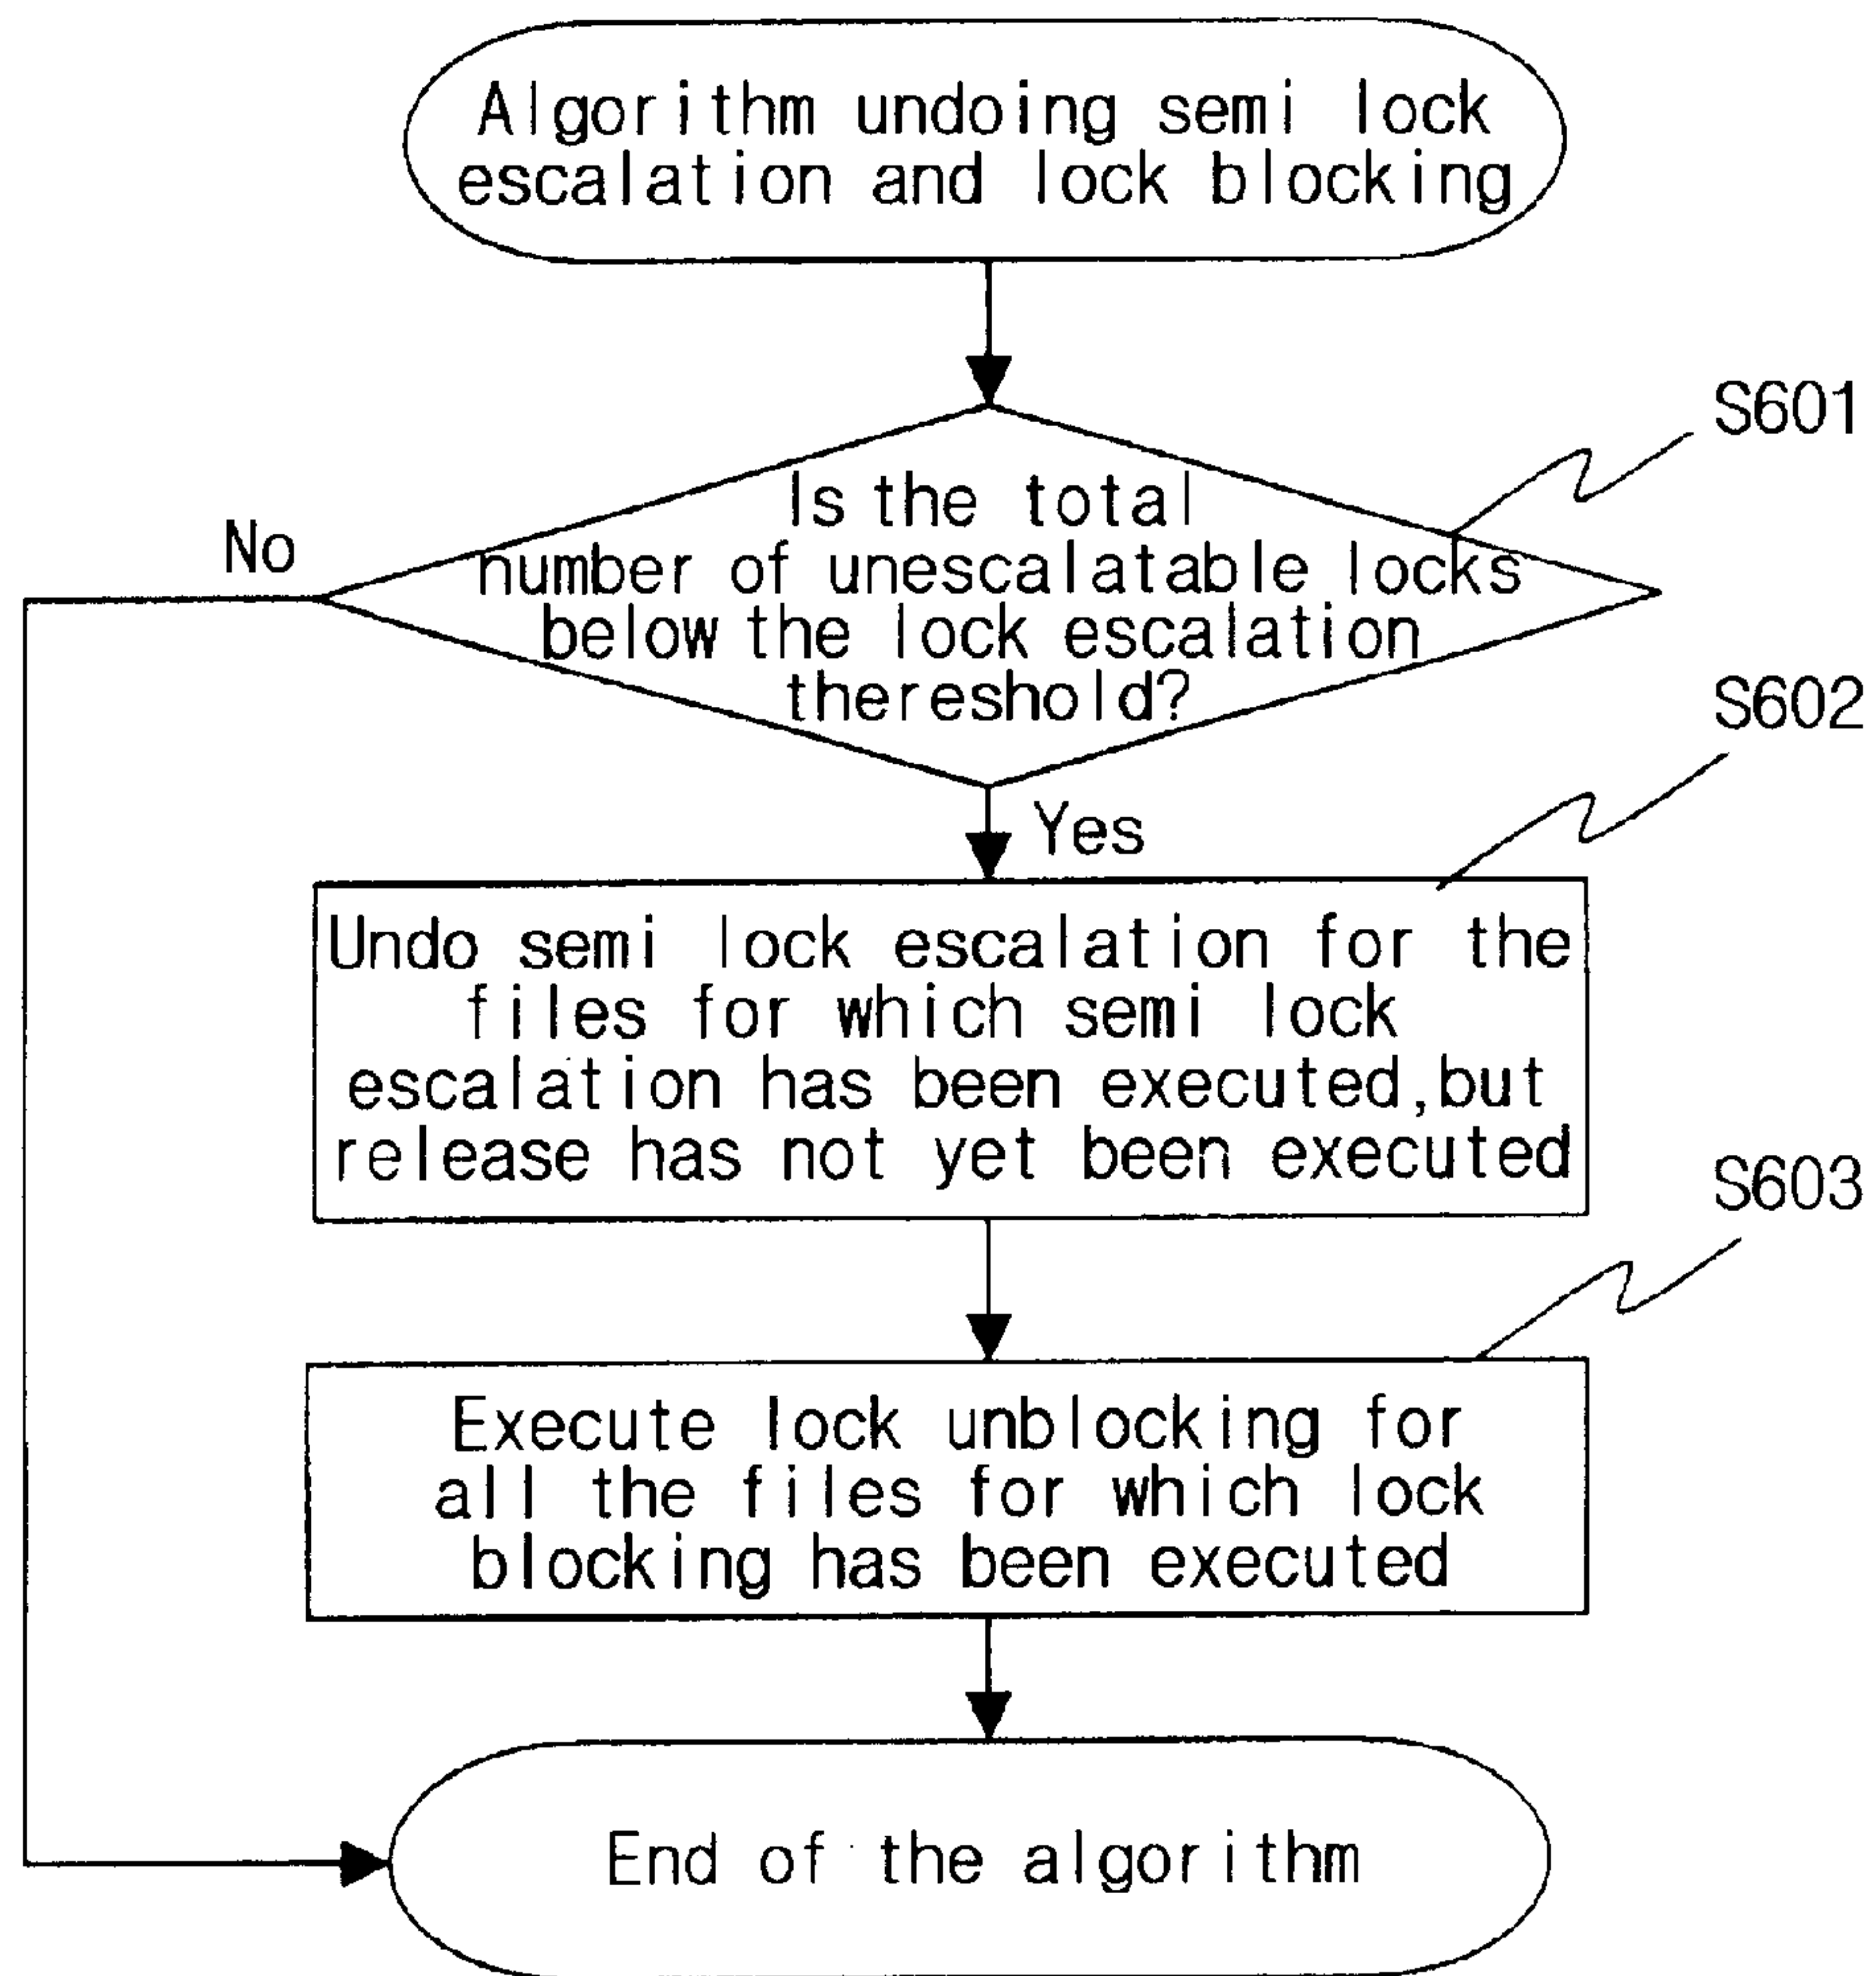 Algorithm undoing semi lock
escalation and lock blocking
S601
Is the total
No
number of unescalatable locks
below the lock escalation
thereshold?
S602
Yes
Undo semi lock escalation for the
files for which semi lock
escalation has been executed,but
release has not yet been executed
S603
Execute lock unblocking for
all the files for which lock
blocking has been executed
End of the algorithm